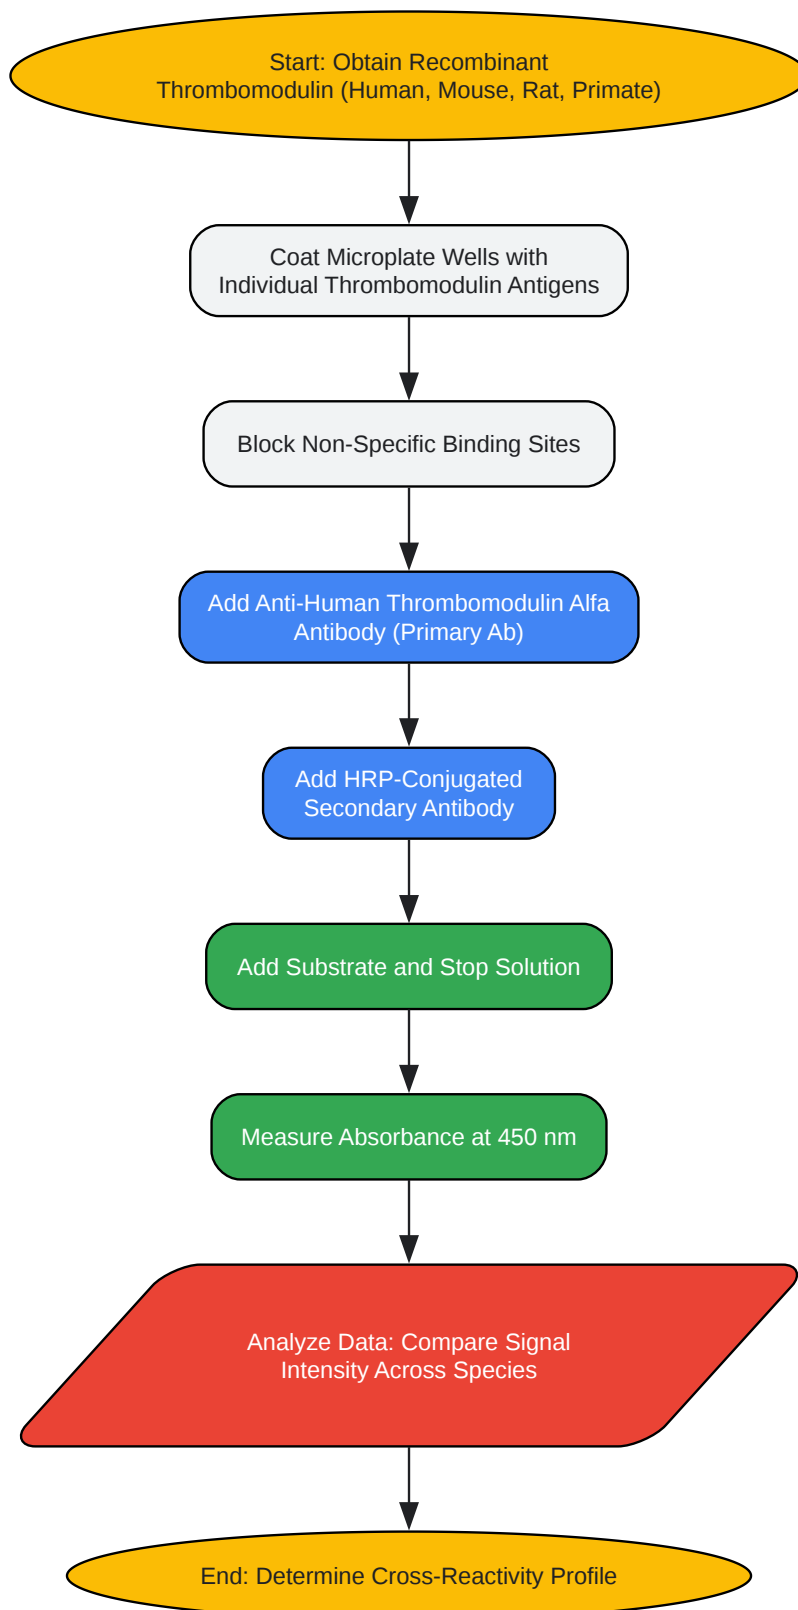 Start: Obtain Recombinant
Thrombomodulin (Human, Mouse, Rat, Primate)
Coat Microplate Wells with
Individual Thrombomodulin Antigens
Block Non-Specific Binding Sites
Add Anti-Human Thrombomodulin Alfa
Antibody (Primary Ab)
Add HRP-Conjugated
Secondary Antibody
Add Substrate and Stop Solution
Measure Absorbance at 450 nm
Analyze Data: Compare Signal
Intensity Across Species
End: Determine Cross-Reactivity Profile